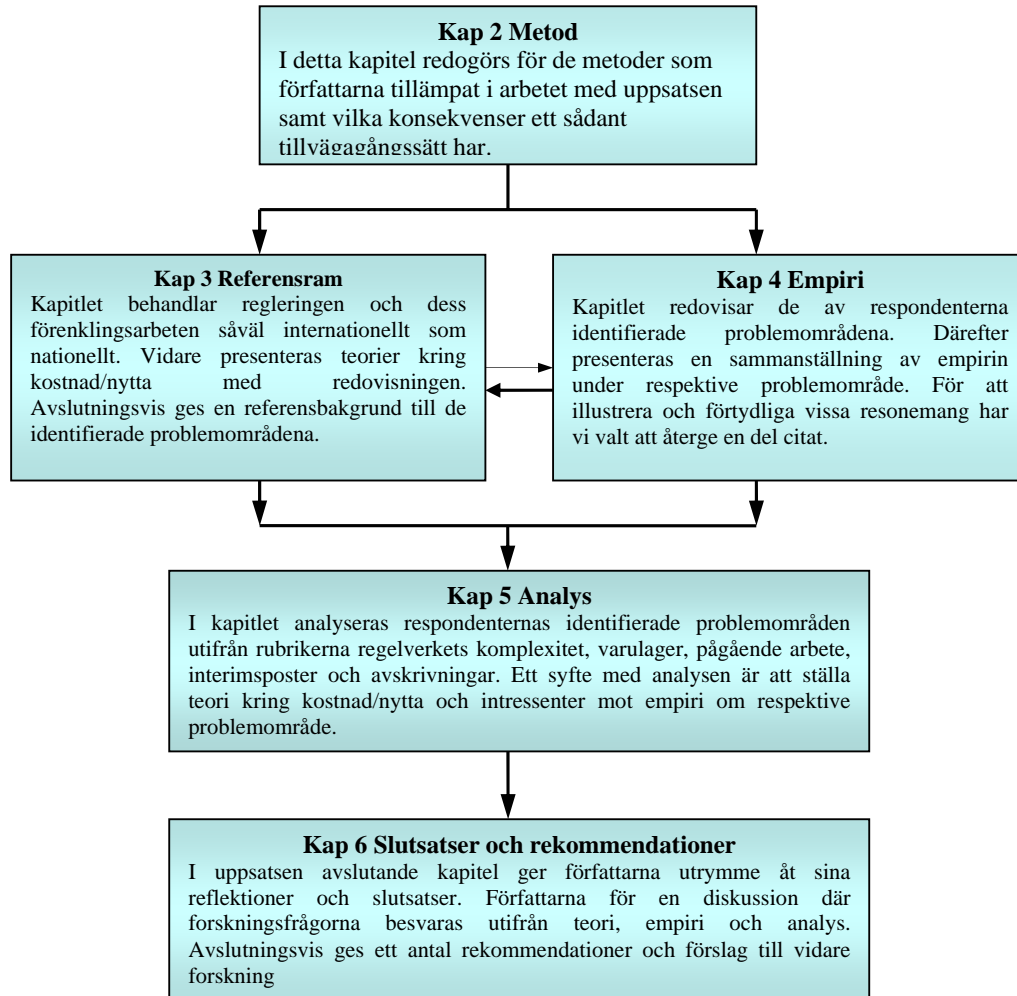 Kap 2 Metod
I detta kapitel redogörs för de metoder som
författarna tillämpat i arbetet med uppsatsen
samt vilka konsekvenser ett sådant
tillvägagångssätt har.
Kap 3 Referensram
Kapitlet behandlar regleringen och dess
förenklingsarbeten såväl internationellt som
nationellt. Vidare presenteras teorier kring
kostnad/nytta med redovisningen.
Avslutningsvis ges en referensbakgrund till de
identifierade problemområdena.
Kap 4 Empiri
Kapitlet redovisar de av respondenterna
identifierade problemområdena. Därefter
presenteras en sammanställning av empirin
under respektive problemområde. För att
illustrera och förtydliga vissa resonemang har
vi valt att återge en del citat.
Kap 5 Analys
I kapitlet analyseras respondenternas identifierade problemområden
utifrån rubrikerna regelverkets komplexitet, varulager, pågående arbete,
interimsposter och avskrivningar. Ett syfte med analysen är att ställa
teori kring kostnad/nytta och intressenter mot empiri om respektive
problemområde.
Kap 6 Slutsatser och rekommendationer
I uppsatsen avslutande kapitel ger författarna utrymme åt sina
reflektioner och slutsatser. Författarna för en diskussion där
forskningsfrågorna besvaras utifrån teori, empiri och analys.
Avslutningsvis ges ett antal rekommendationer och förslag till vidare
forskning